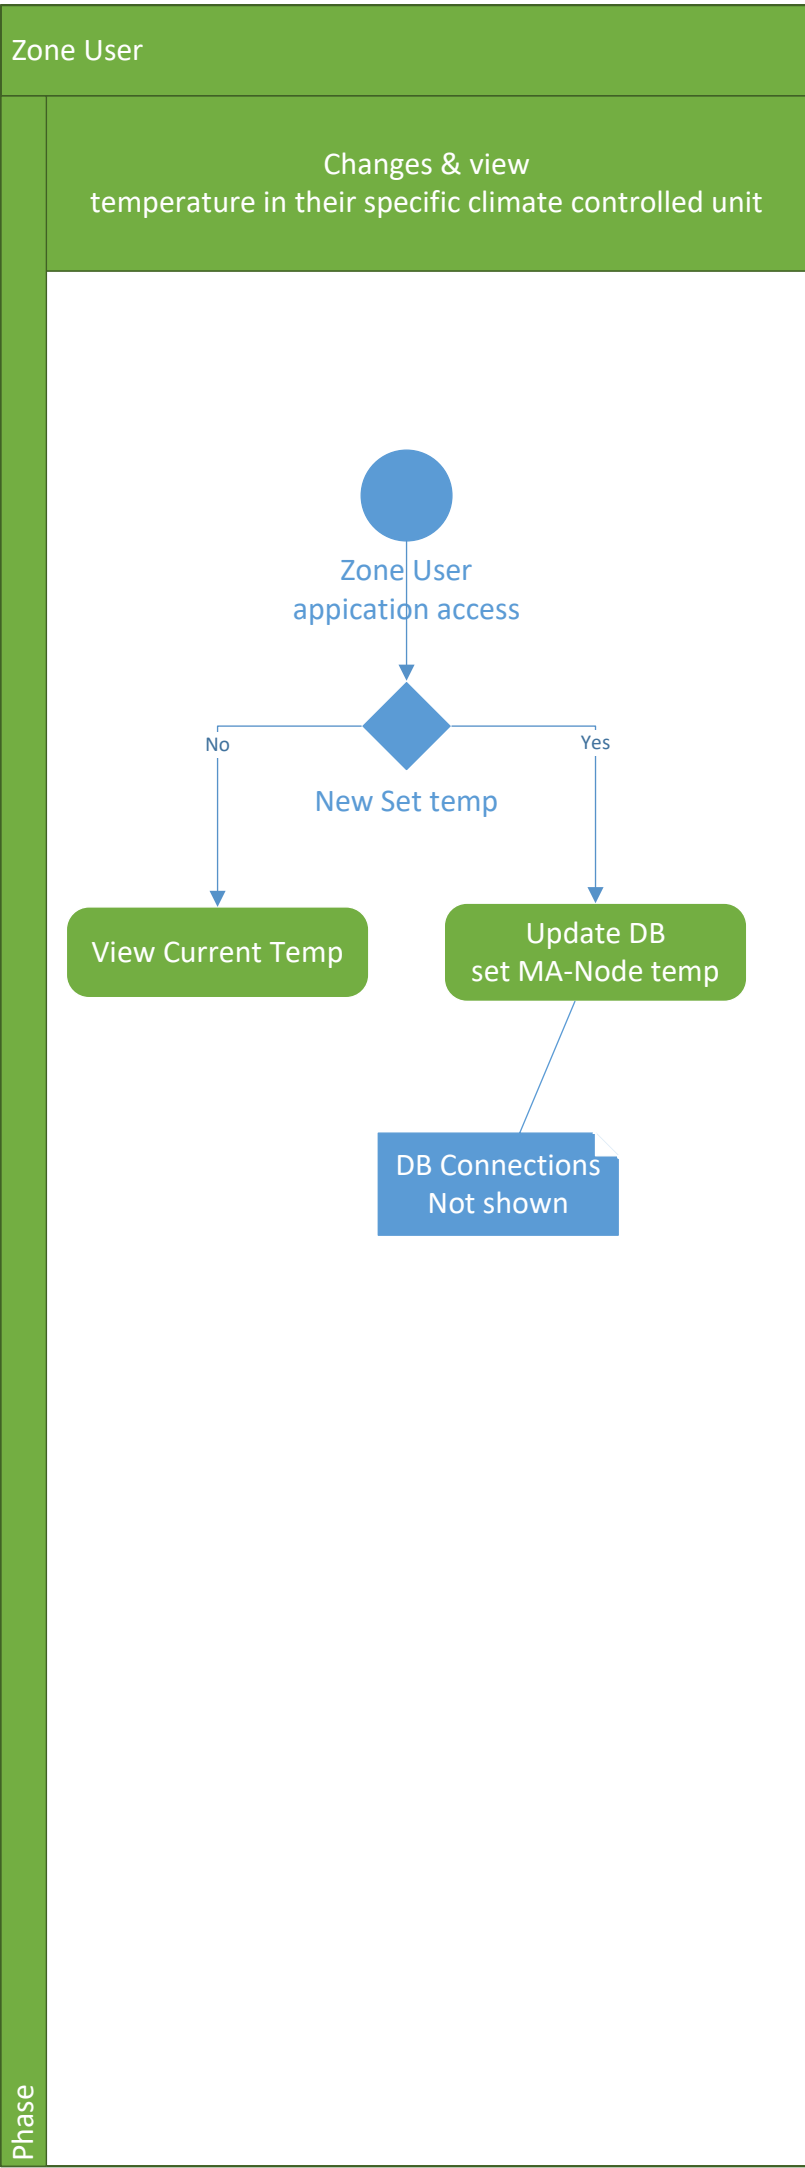 Zone User
Changes & view
temperature in their specific climate controlled unit
Zone User
appication access
No
Yes
New Set temp
View Current Temp
Update DB
set MA-Node temp
DB Connections
Not shown
Phase